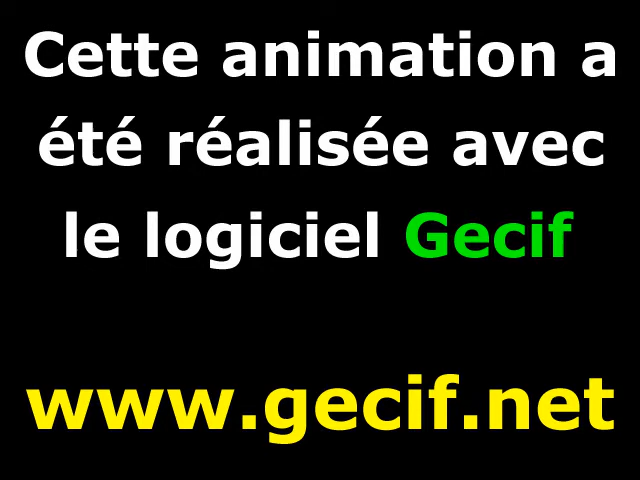 Cette animation a
été réalisée avec
le logiciel Gecif
www.gecif.net